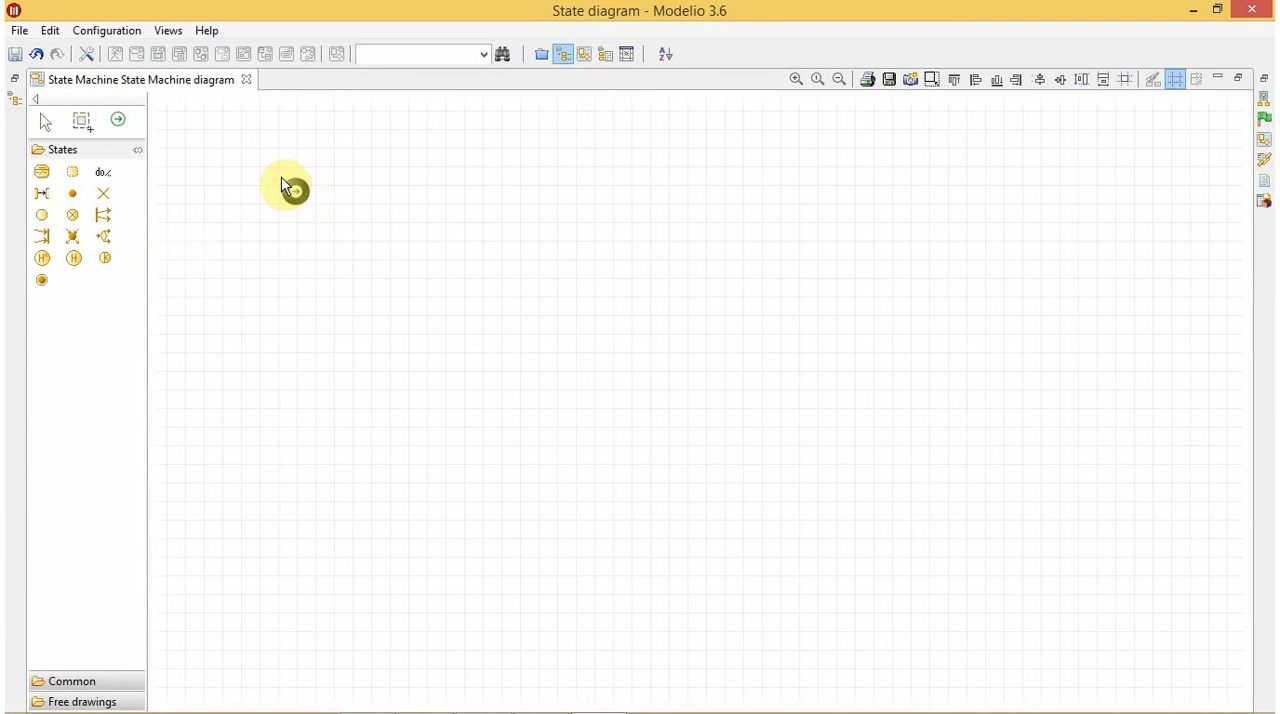 State diagram - Modelio 3.6
File Edit Configuration Views Help
A Z
State Machine State Machine diagram
States
do..
H* H K
Common
Free drawings